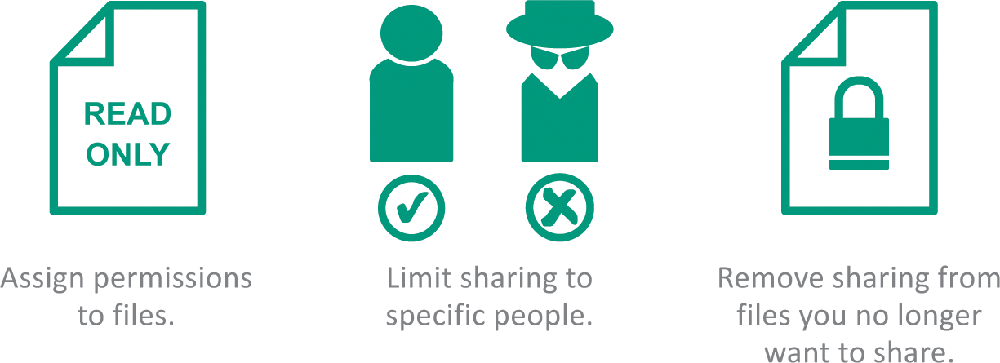 READ
ONLY
Assign permissions
to files.
Limit sharing to
specific people.
Remove sharing from
files you no longer
want to share.